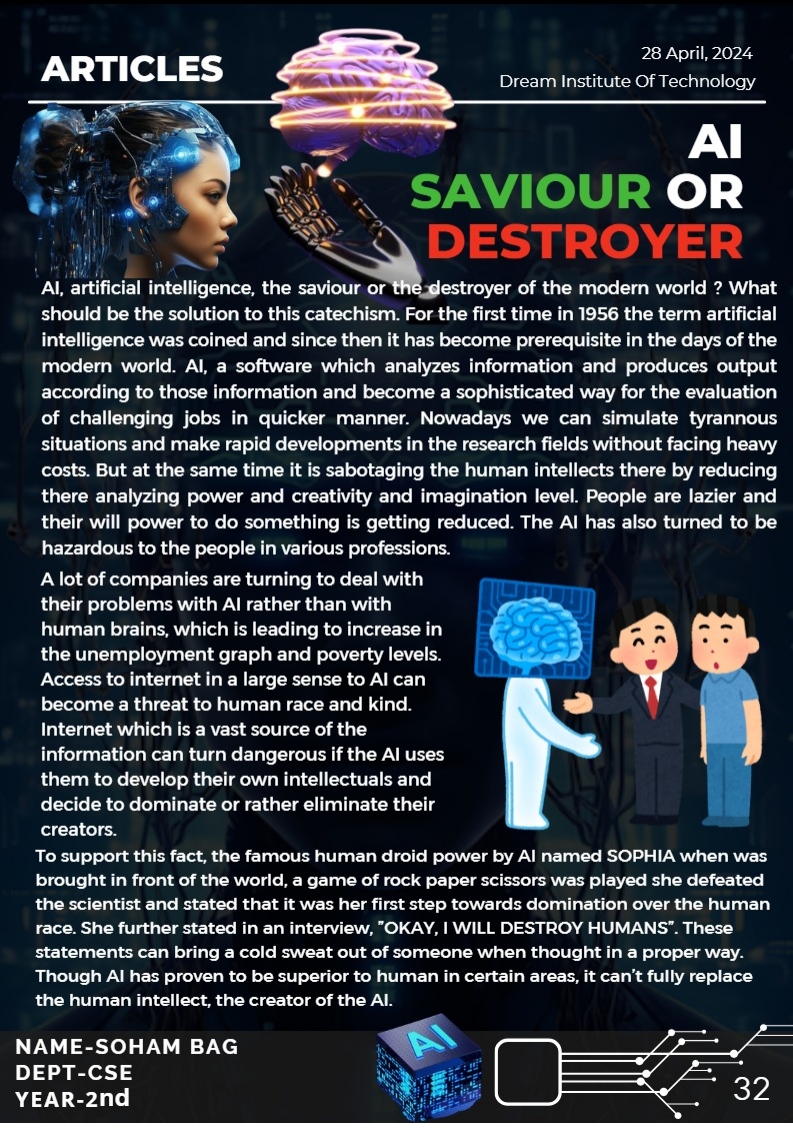 ARTICLES
28 April, 2024
Dream Institute Of Technology
AI
SAVIOUR OR
DESTROYER
AI, artificial intelligence, the saviour or the destroyer of the modern world ? What
should be the solution to this catechism. For the first time in 1956 the term artificial
intelligence was coined and since then it has become prerequisite in the days of the
modern world. AI, a software which analyzes information and produces output
according to those information and become a sophisticated way for the evaluation
of challenging jobs in quicker manner. Nowadays we can simulate tyrannous
situations and make rapid developments in the research fields without facing heavy
costs. But at the same time it is sabotaging the human intellects there by reducing
there analyzing power and creativity and imagination level. People are lazier and
their will power to do something is getting reduced. The AI has also turned to be
hazardous to the people in various professions.
A lot of companies are turning to deal with
their problems with AI rather than with
human brains, which is leading to increase in
the unemployment graph and poverty levels.
Access to internet in a large sense to AI can
become a threat to human race and kind.
Internet which is a vast source of the
information can turn dangerous if the AI uses
them to develop their own intellectuals and
decide to dominate or rather eliminate their
creators.
To support this fact, the famous human droid power by AI named SOPHIA when was
brought in front of the world, a game of rock paper scissors was played she defeated
the scientist and stated that it was her first step towards domination over the human
race. She further stated in an interview, "OKAY, I WILL DESTROY HUMANS". These
statements can bring a cold sweat out of someone when thought in a proper way.
Though AI has proven to be superior to human in certain areas, it can't fully replace
the human intellect, the creator of the AI.
NAME-SOHAM BAG
DEPT-CSE
YEAR-2nd
AI
32